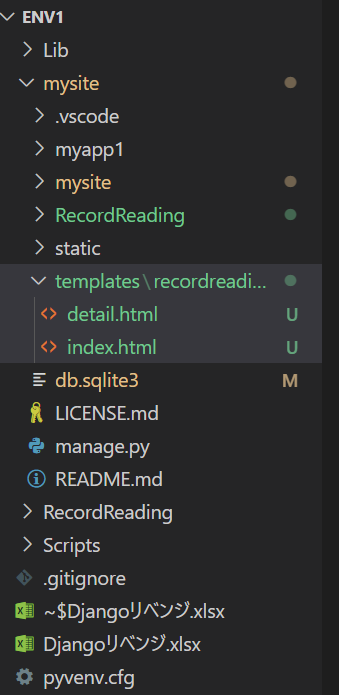 ENV1
Lib
mysite
.vscode
myapp1
mysite
RecordReading
static
templates\recordreadi...
detail.html U
index.html U
db.sqlite3 M
LICENSE.md
manage.py
README.md
RecordReading
Scripts
.gitignore
~$Djangoリベンジ.xlsx
Djangoリベンジ.xlsx
pyvenv.cfg